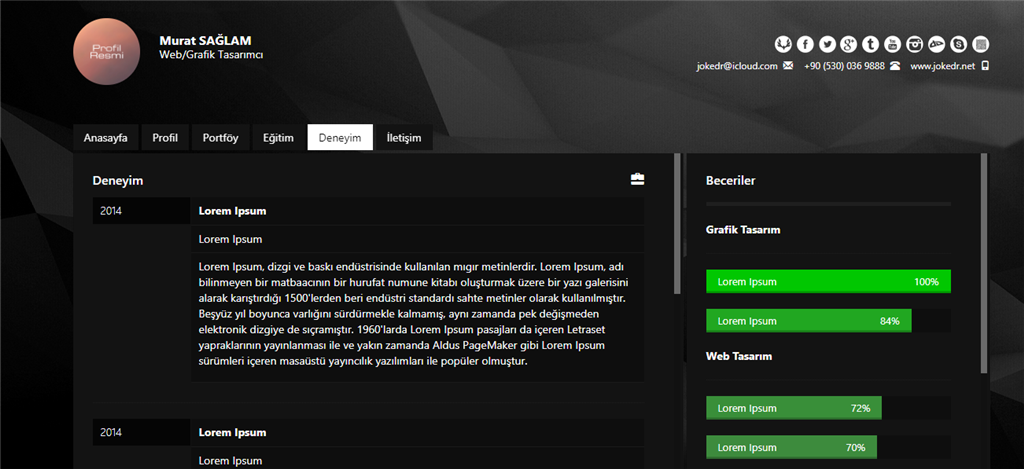 Profil
Resmi
Murat SAĞLAM
Web/Grafik Tasarımcı
jokedr@icloud.com +90 (530) 036 9888 www.jokedr.net
Anasayfa Profil Portföy Eğitim Deneyim İletişim
Deneyim
2014 Lorem Ipsum
Lorem Ipsum
Lorem Ipsum, dizgi ve baskı endüstrisinde kullanılan mıgır metinlerdir. Lorem Ipsum, adı
bilinmeyen bir matbaacının bir hurufat numune kitabı oluşturmak üzere bir yazı galerisini
alarak karıştırdığı 1500'lerden beri endüstri standardı sahte metinler olarak kullanılmıştır.
Beşyüz yıl boyunca varlığını sürdürmekle kalmamış, aynı zamanda pek değişmeden
elektronik dizgiye de sıçramıştır. 1960'larda Lorem Ipsum pasajları da içeren Letraset
yapraklarının yayınlanması ile ve yakın zamanda Aldus PageMaker gibi Lorem Ipsum
sürümleri içeren masaüstü yayıncılık yazılımları ile popüler olmuştur.
2014 Lorem Ipsum
Lorem Ipsum
Beceriler
Grafik Tasarım
Lorem Ipsum 100%
Lorem Ipsum 84%
Web Tasarım
Lorem Ipsum 72%
Lorem Ipsum 70%